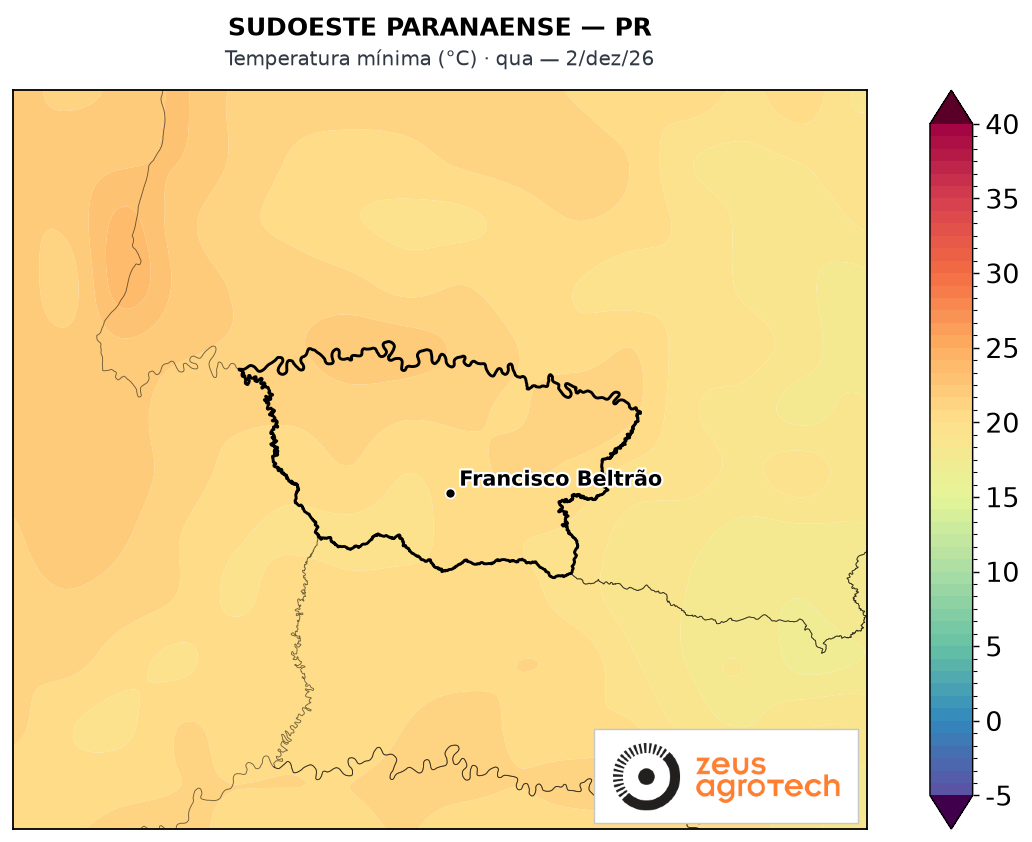 SUDOESTE PARANAENSE — PR
Temperatura mínima (°C) · qua — 2/dez/26
40
35
30
25
20
15
10
5
0
-5
Francisco Beltrão
zeus
agrotech